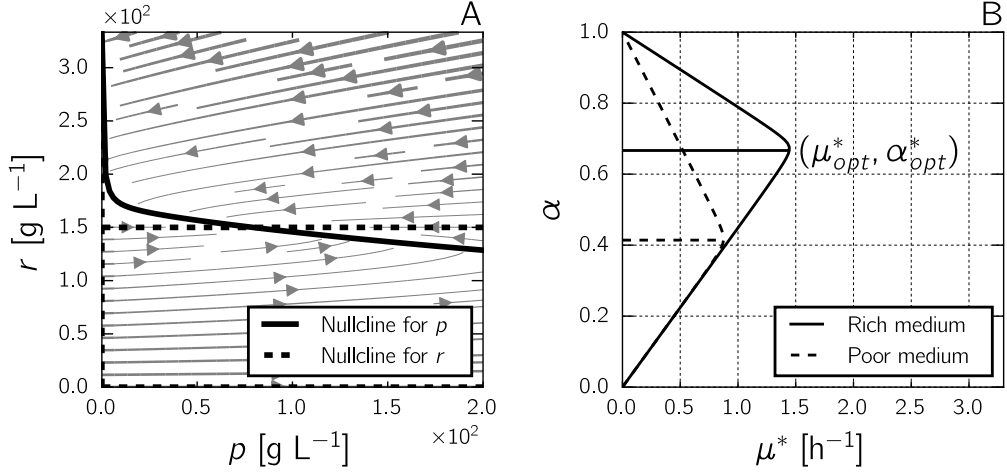 A
×10²
3.0
2.5
2.0
1.5
1.0
0.5
0.0
r [g L⁻¹]
Nullcline for p
Nullcline for r
0.0 0.5 1.0 1.5 2.0
×10²
p [g L⁻¹]
B
1.0
0.8
0.6
0.4
0.2
0.0
α
(μ*opt, α*opt)
Rich medium
Poor medium
0.0 0.5 1.0 1.5 2.0 2.5 3.0
μ* [h⁻¹]